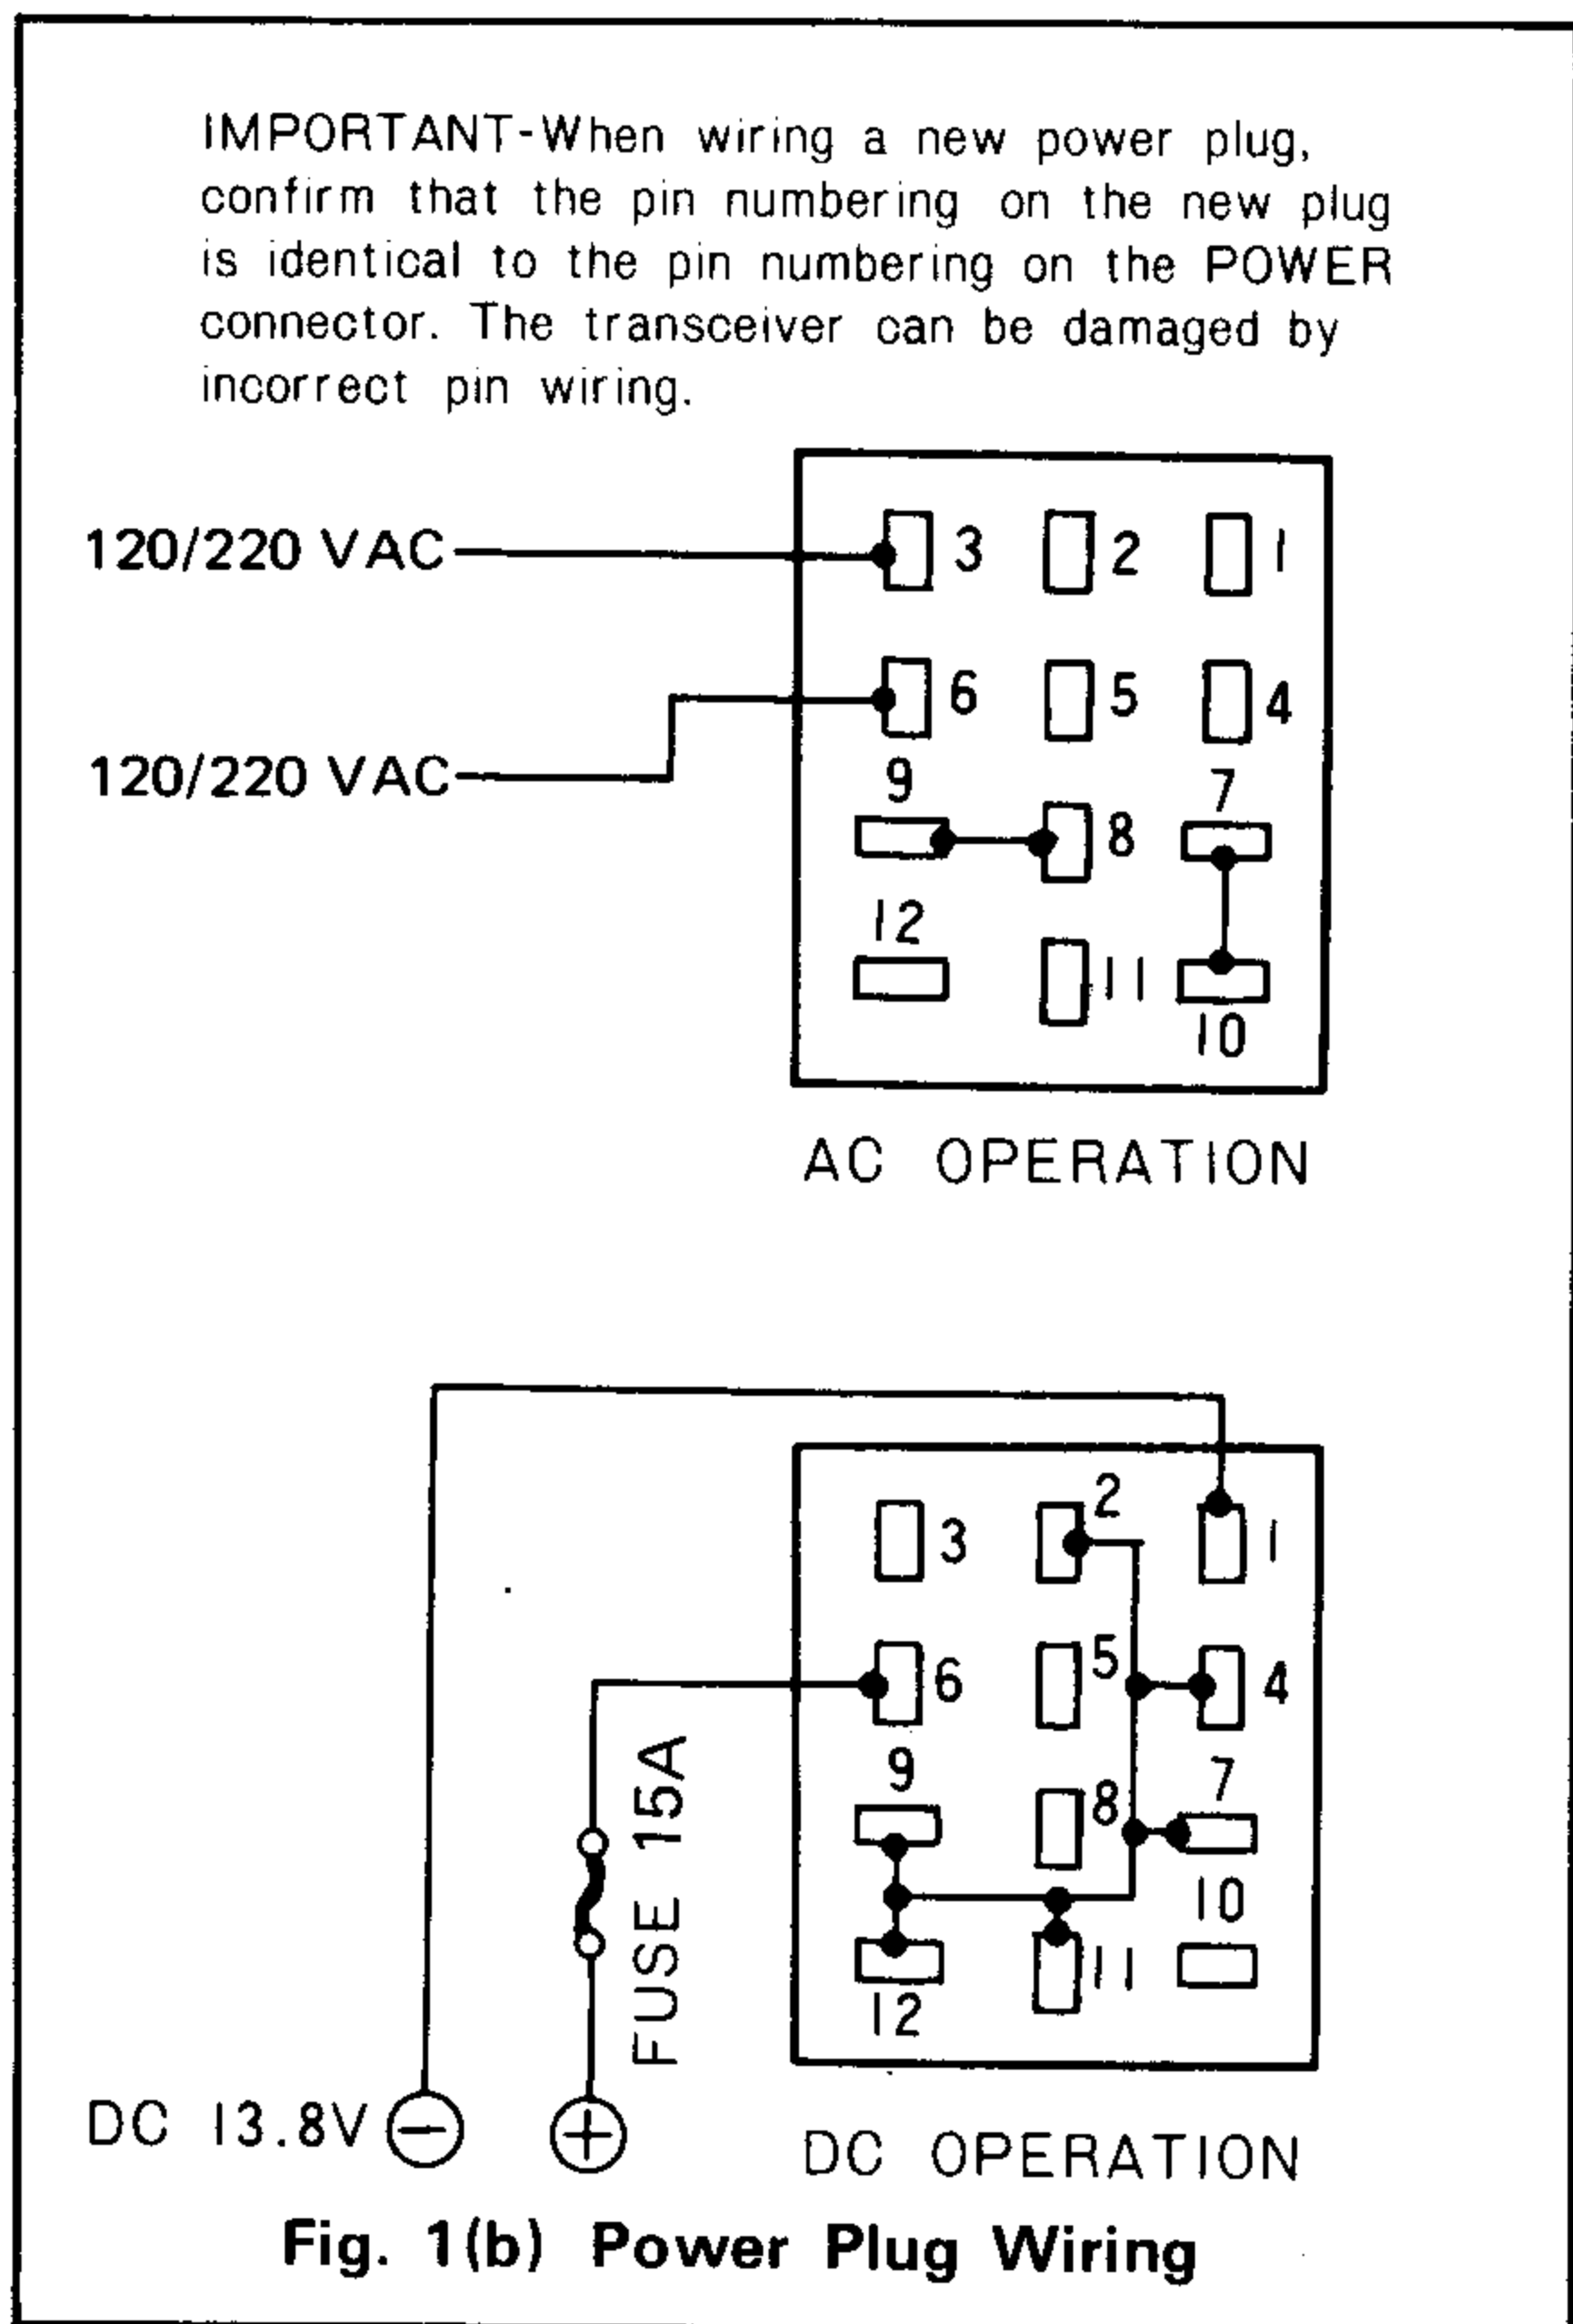 IMPORTANT-When wiring a new power plug,
confirm that the pin numbering on the new plug
is identical to the pin numbering on the POWER
connector. The transceiver can be damaged by
incorrect pin wiring.
120/220 VAC
3 2 1
6 5 4
120/220 VAC
9 8 7
12 11 10
AC OPERATION
3 2 1
6 5 4
9 8 7
12 11 10
FUSE 15A
DC 13.8V - +
DC OPERATION
Fig. 1(b) Power Plug Wiring